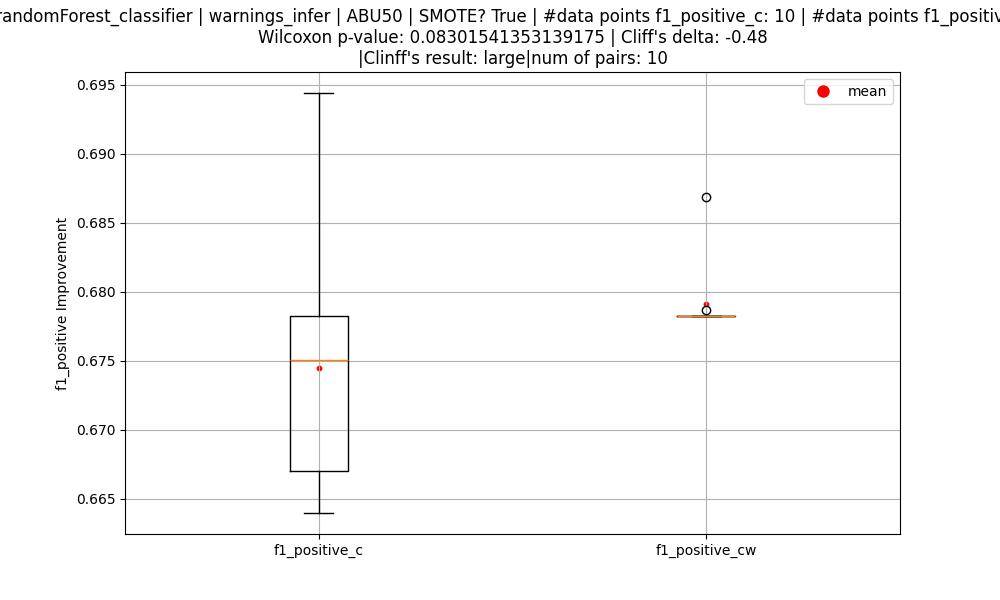 randomForest_classifier | warnings_infer | ABU50 | SMOTE? True | #data points f1_positive_c: 10 | #data points
Wilcoxon p-value: 0.08301541353139175 | Cliff's delta: -0.48
|Clinff's result: large|num of pairs: 10
mean
0.695
0.690
0.685
0.680
0.675
0.670
0.665
f1_positive Improvement
f1_positive_c
f1_positive_cw